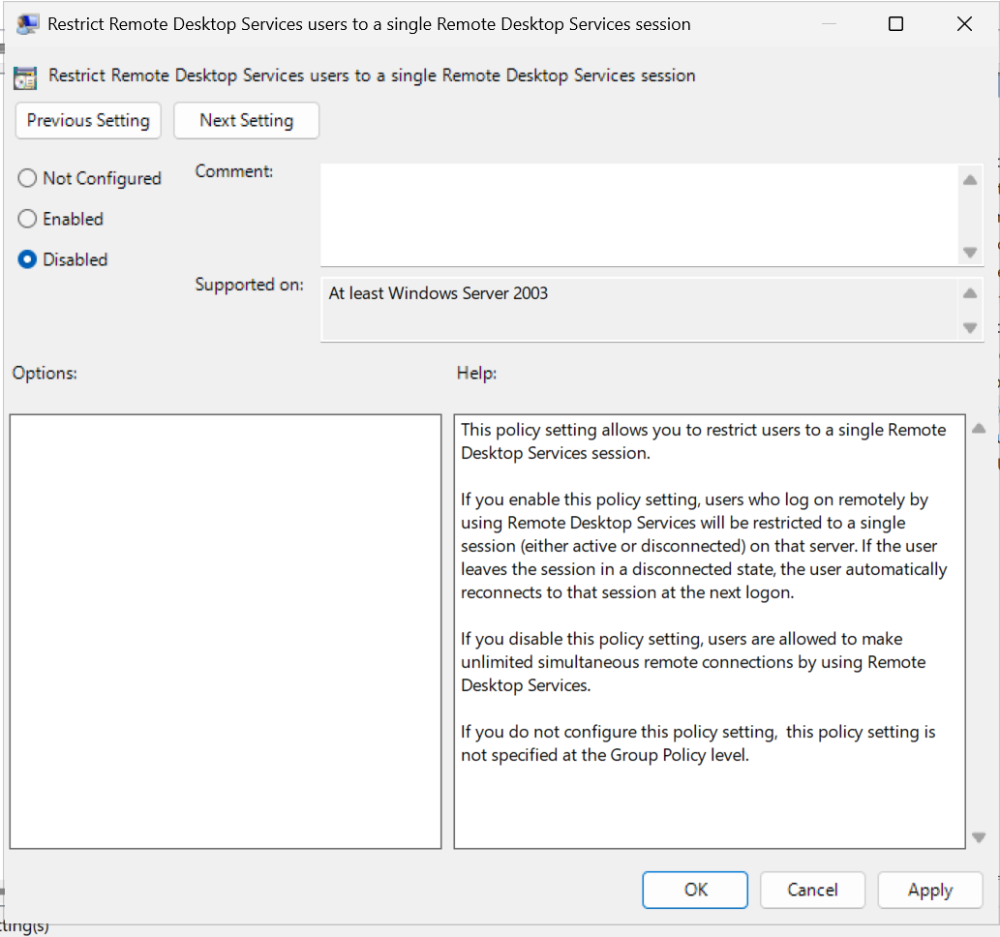 Restrict Remote Desktop Services users to a single Remote Desktop Services session
Restrict Remote Desktop Services users to a single Remote Desktop Services session
Previous Setting
Next Setting
Not Configured
Enabled
Disabled
Comment:
Supported on:
At least Windows Server 2003
Options:
Help:
This policy setting allows you to restrict users to a single Remote
Desktop Services session.
If you enable this policy setting, users who log on remotely by
using Remote Desktop Services will be restricted to a single
session (either active or disconnected) on that server. If the user
leaves the session in a disconnected state, the user automatically
reconnects to that session at the next logon.
If you disable this policy setting, users are allowed to make
unlimited simultaneous remote connections by using Remote
Desktop Services.
If you do not configure this policy setting,  this policy setting is
not specified at the Group Policy level.
OK
Cancel
Apply